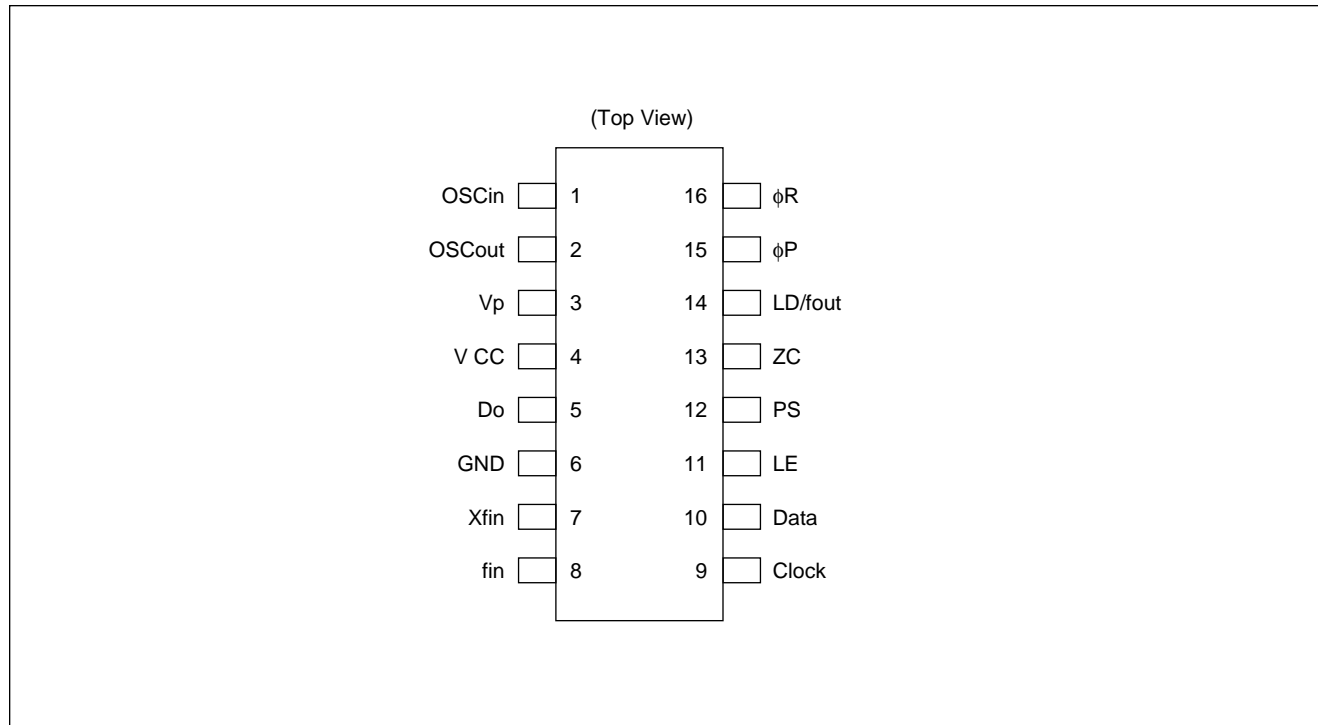 (Top View)
OSCin 1 16 ϕR
OSCout 2 15 ϕP
Vp 3 14 LD/fout
V CC 4 13 ZC
Do 5 12 PS
GND 6 11 LE
Xfin 7 10 Data
fin 8 9 Clock